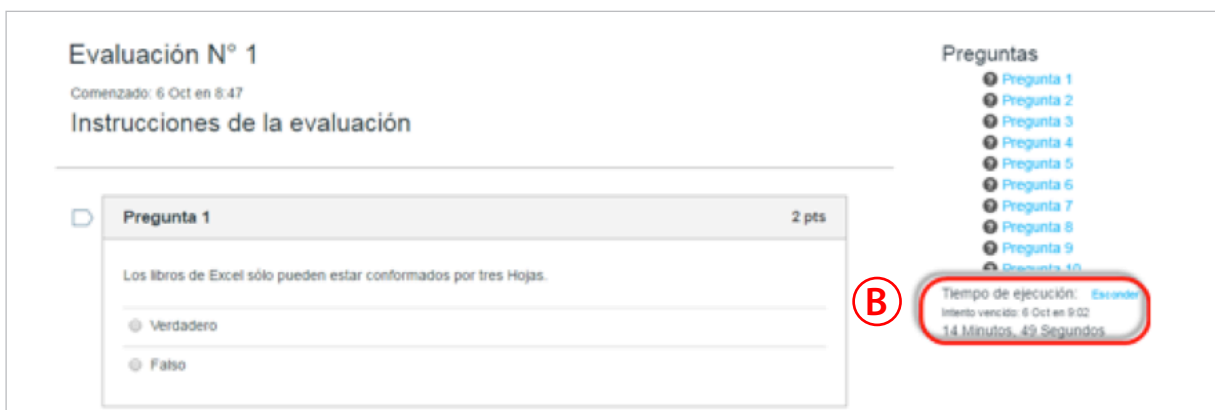 Evaluación N° 1
Comenzado: 6 Oct en 8:47
Instrucciones de la evaluación
Pregunta 1
2 pts
Los libros de Excel sólo pueden estar conformados por tres Hojas.
Verdadero
Falso
Preguntas
Pregunta 1
Pregunta 2
Pregunta 3
Pregunta 4
Pregunta 5
Pregunta 6
Pregunta 7
Pregunta 8
Pregunta 9
Pregunta 10
B
Tiempo de ejecución: Esconder
Intento vencido: 6 Oct en 9:02
14 Minutos, 49 Segundos